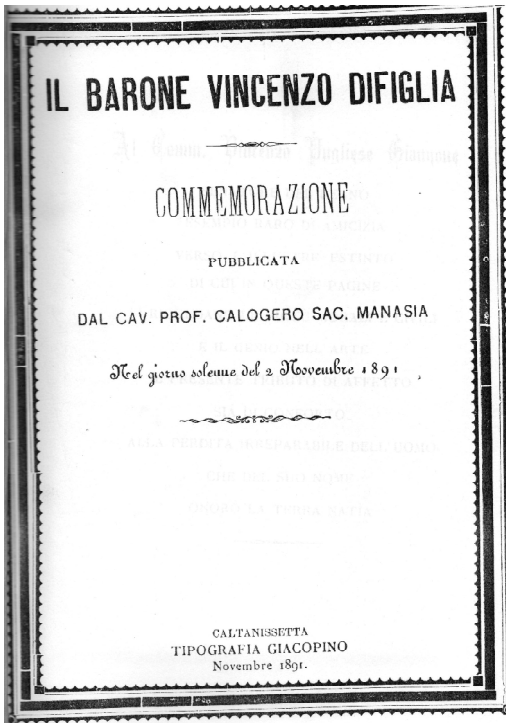 IL BARONE VINCENZO DIFIGLIA
COMMEMORAZIONE
PUBBLICATA
DAL CAV. PROF. CALOGERO SAC. MANASIA
Nel giorno solenne del 2 Novembre 1891
CALTANISSETTA
TIPOGRAFIA GIACOPINO
Novembre 1891.